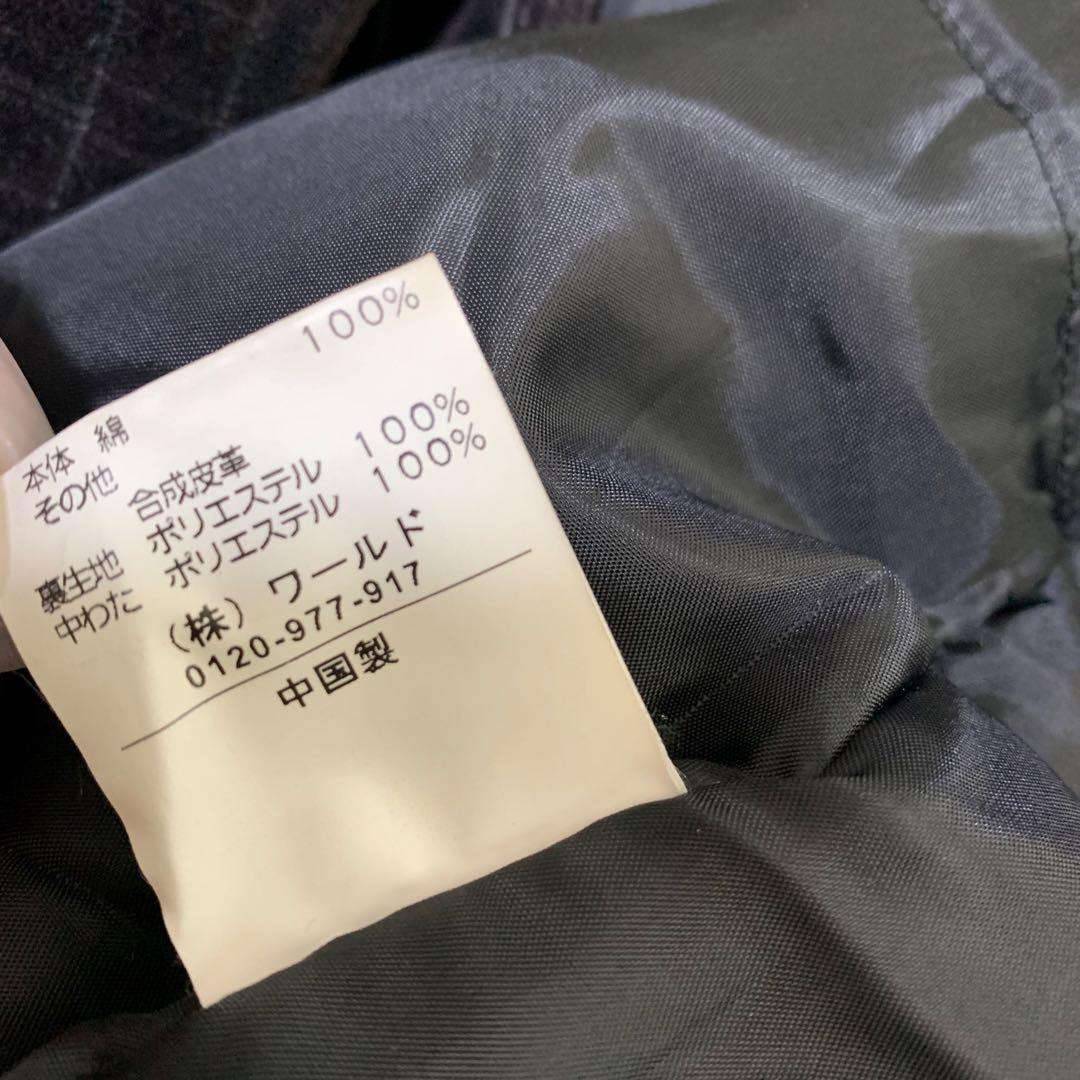 本体 綿 100%
その他 合成皮革
裏生地 ポリエステル 100%
中わた ポリエステル 100%
(株) ワールド
0120-977-917
中国製